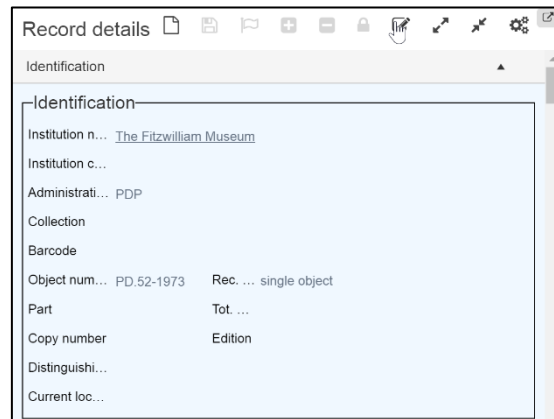 Record details
Identification
Identification
Institution n... The Fitzwilliam Museum
Institution c...
Administrati... PDP
Collection
Barcode
Object num... PD.52-1973 Rec. ... single object
Part Tot. ...
Copy number Edition
Distinguishi...
Current loc...